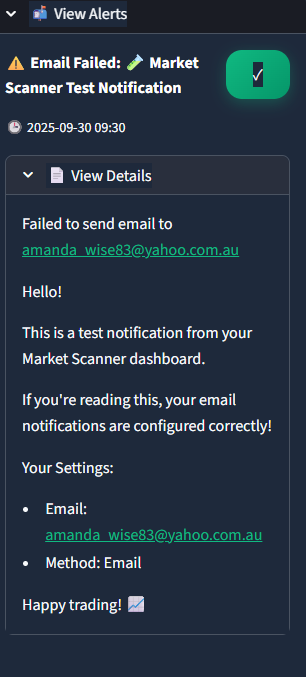 📬 View Alerts
⚠️ Email Failed: 🧪 Market
Scanner Test Notification
✓
🕒 2025-09-30 09:30
📄 View Details
Failed to send email to
amanda_wise83@yahoo.com.au
Hello!
This is a test notification from your
Market Scanner dashboard.
If you're reading this, your email
notifications are configured correctly!
Your Settings:
• Email:
amanda_wise83@yahoo.com.au
• Method: Email
Happy trading! 📈